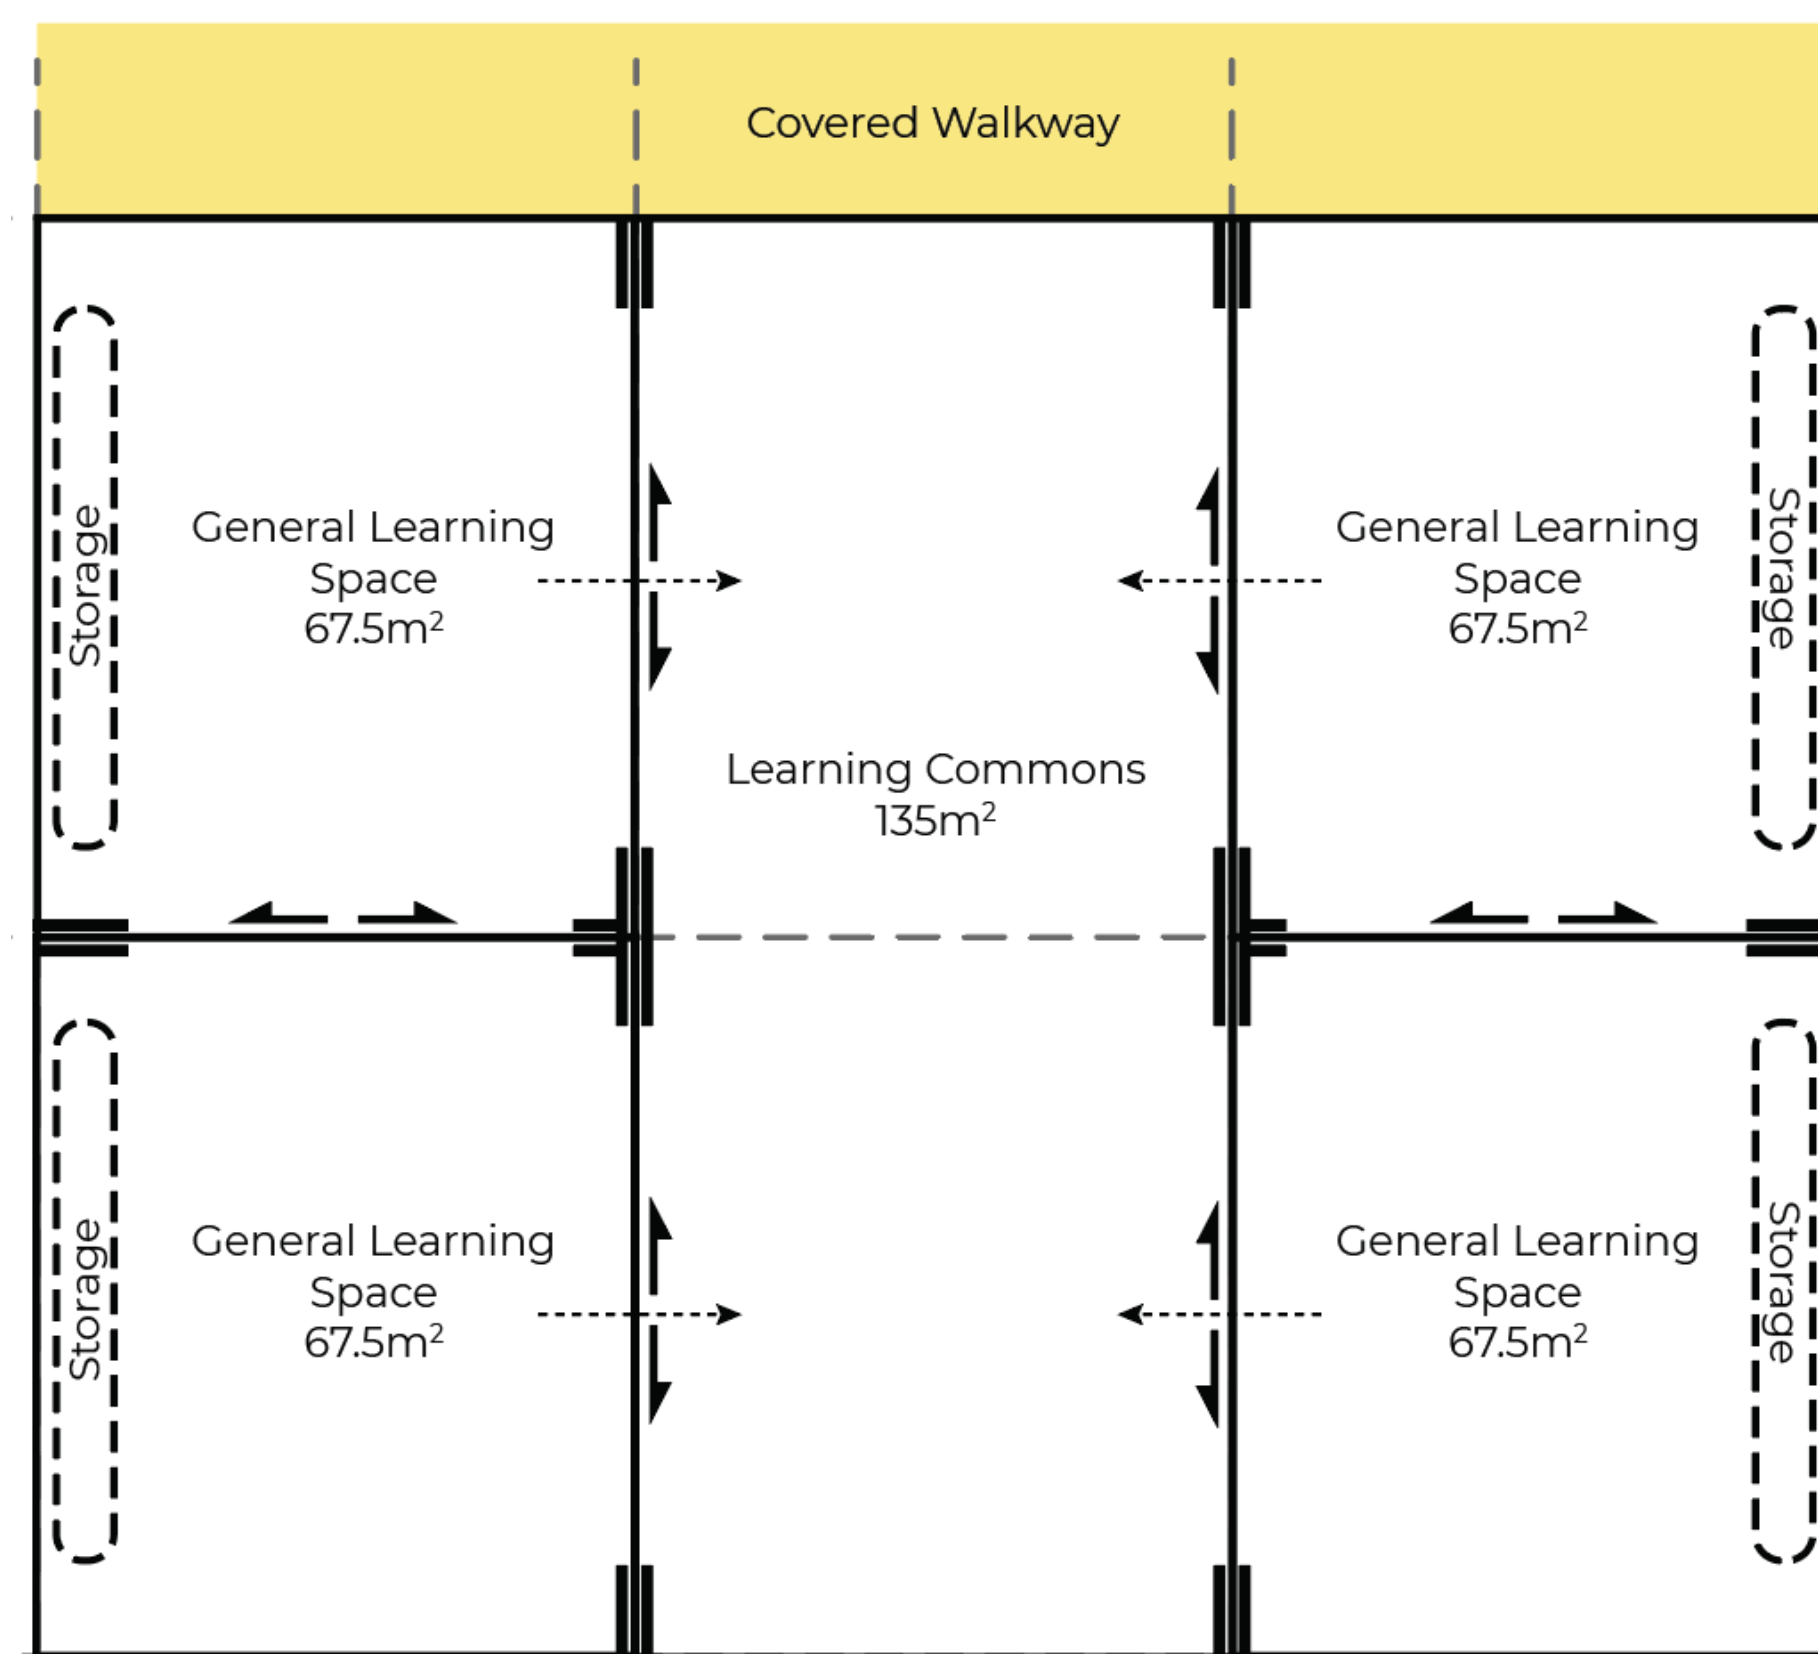 Covered Walkway
Storage
General Learning
Space
67.5m²
General Learning
Space
67.5m²
Storage
Learning Commons
135m²
Storage
General Learning
Space
67.5m²
General Learning
Space
67.5m²
Storage